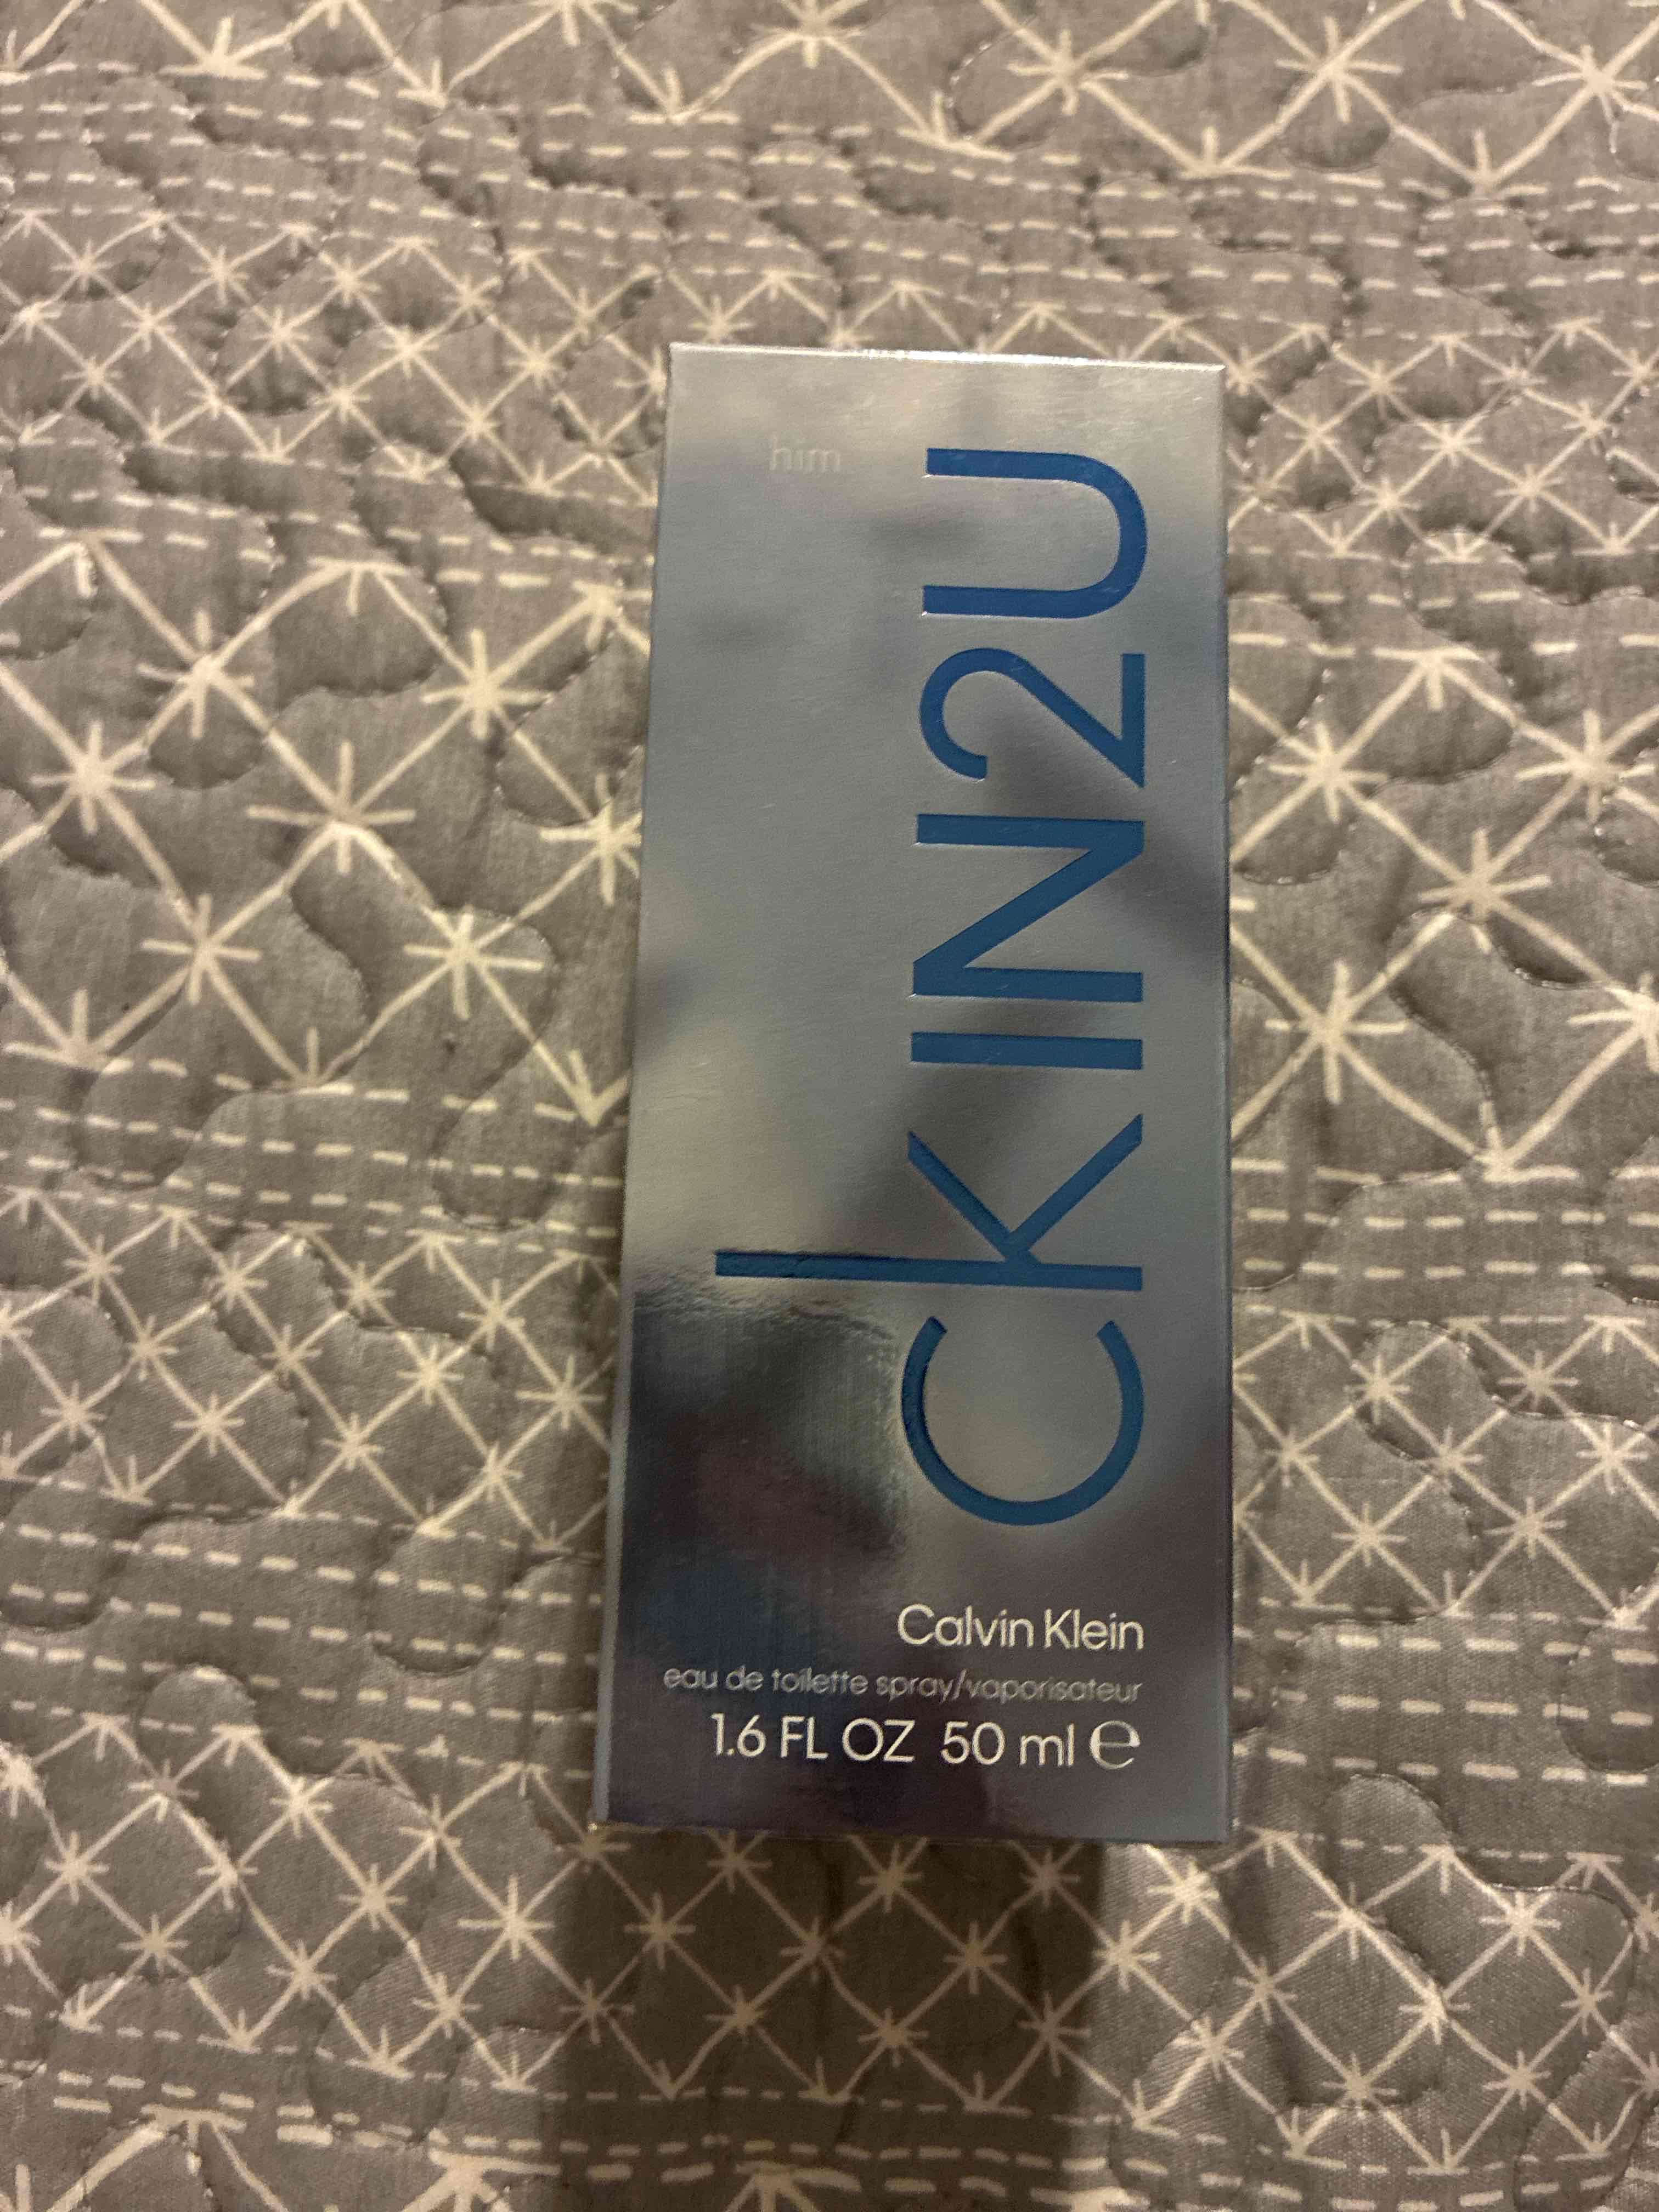 him
ckIN2U
Calvin Klein
eau de toilette spray/vaporisateur
1.6 FL OZ 50 ml ℮